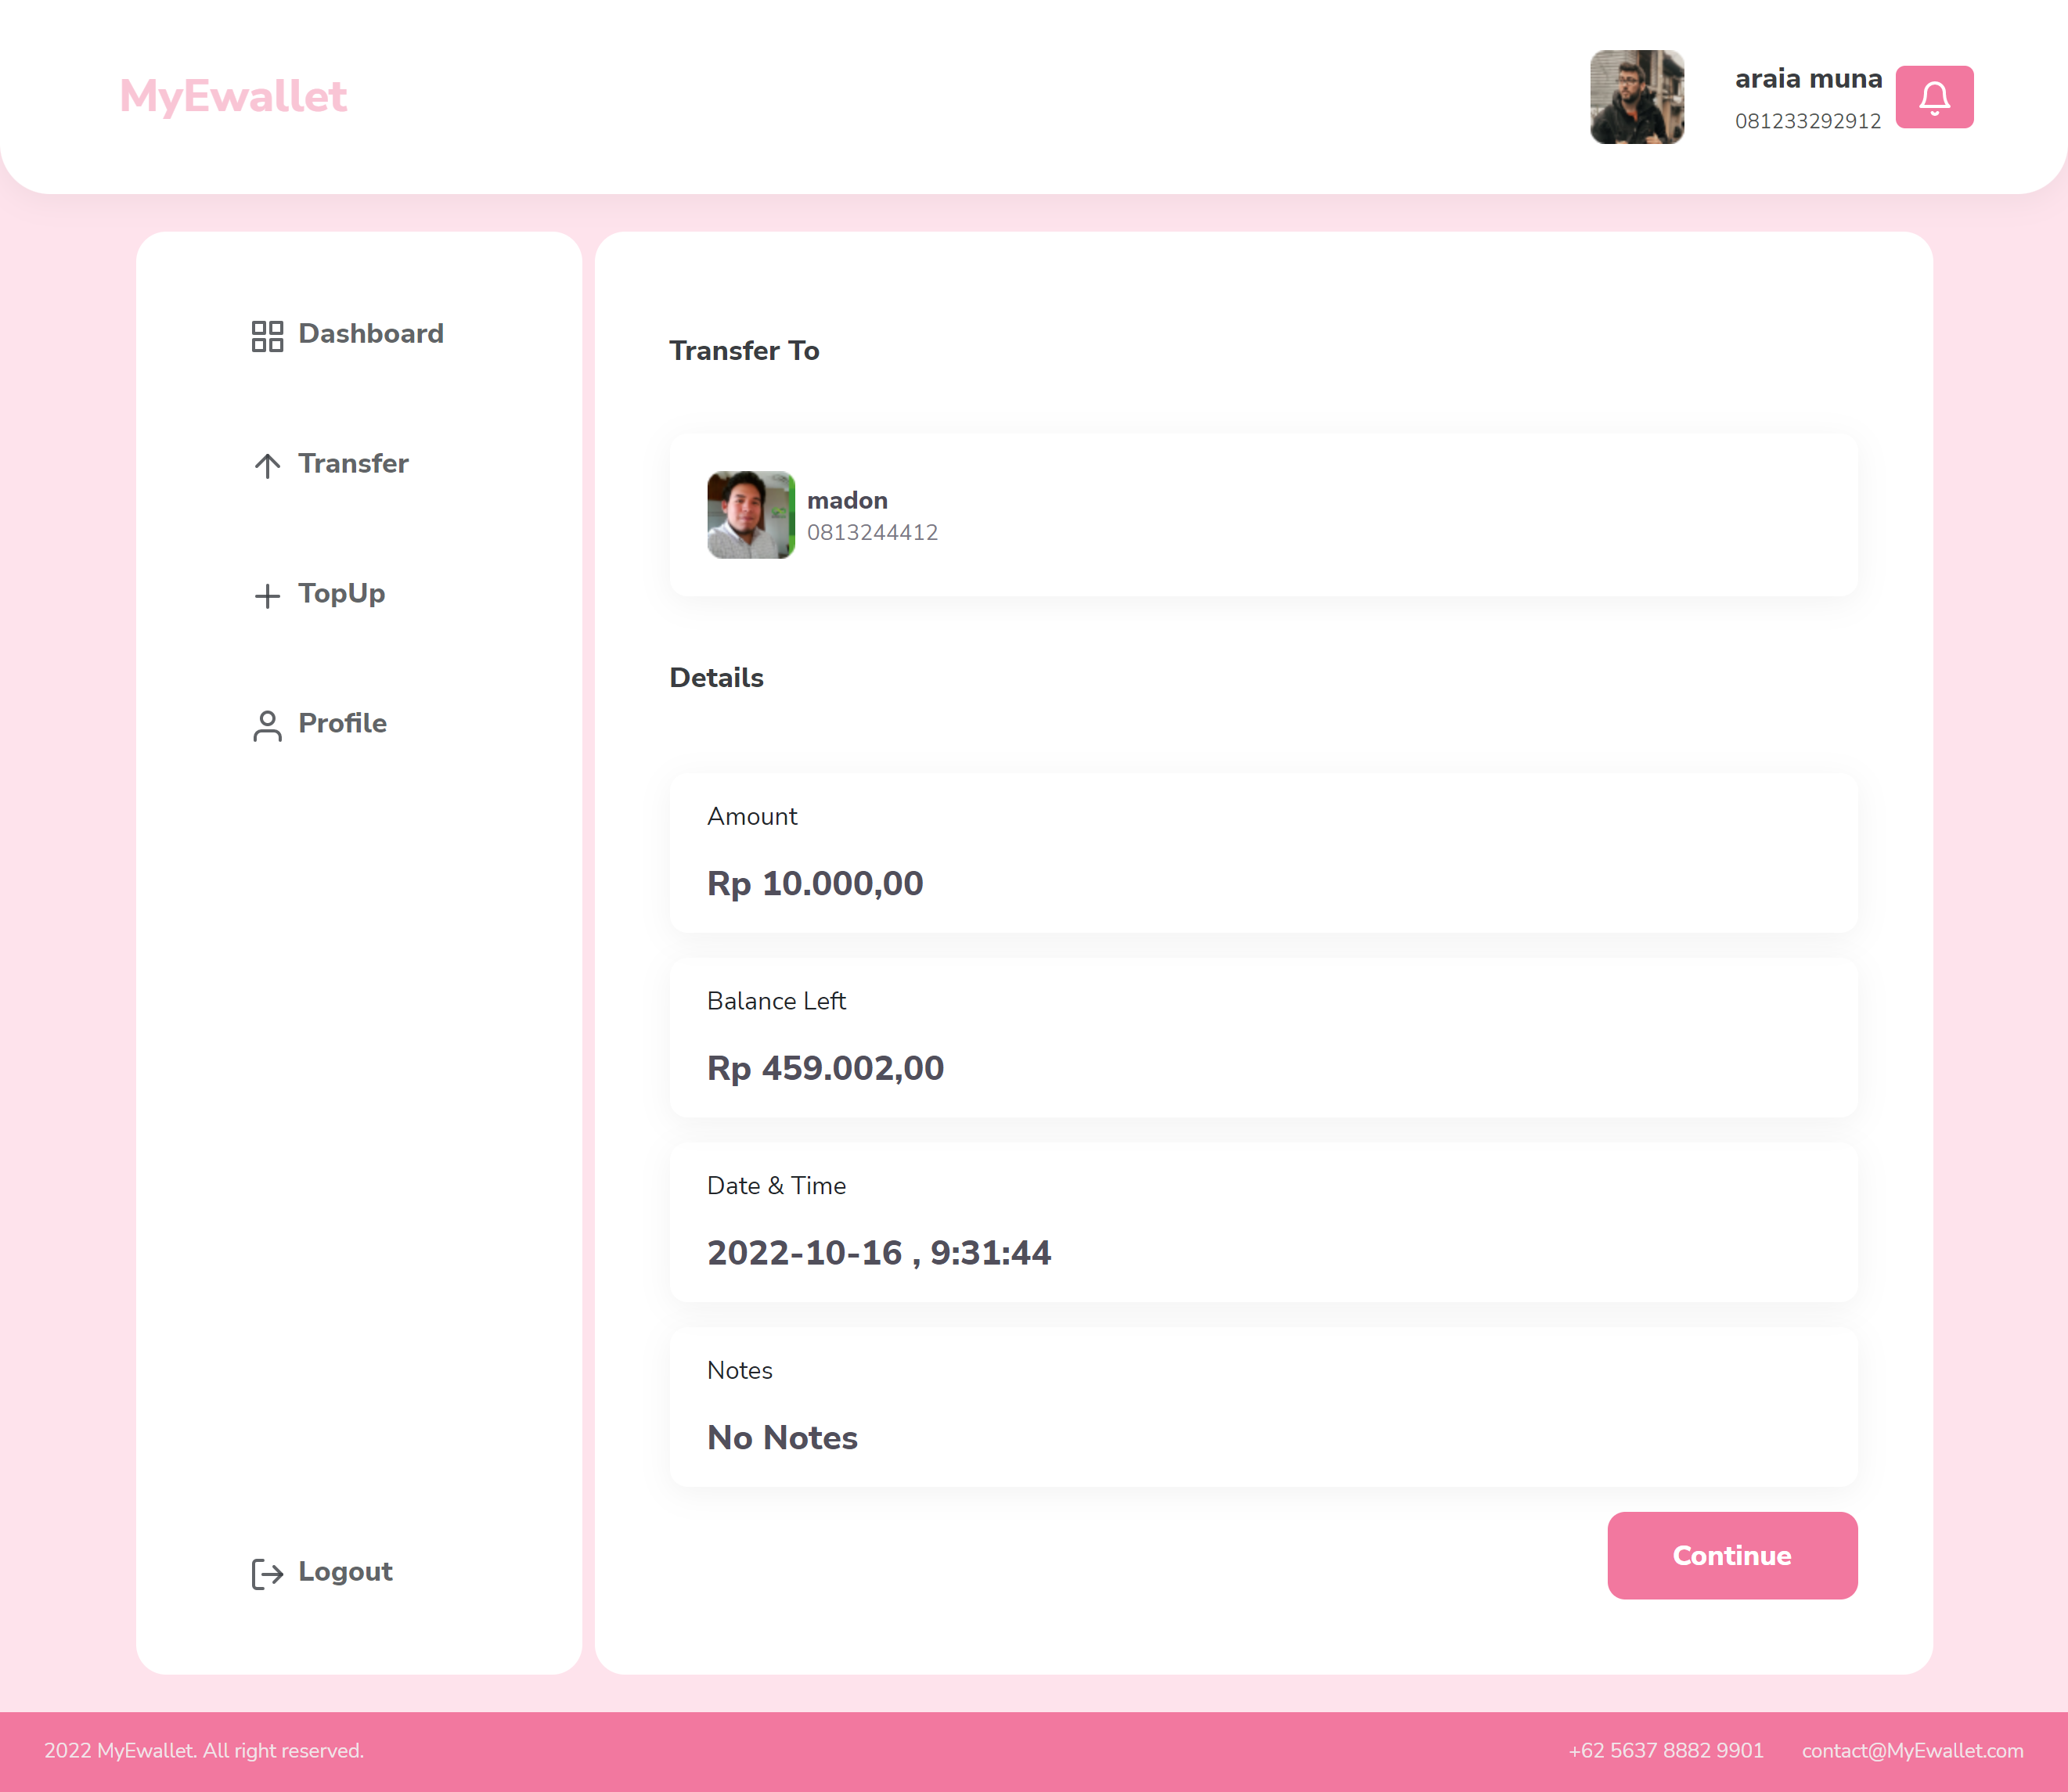 MyEwallet
araia muna
081233292912
Dashboard
Transfer
TopUp
Profile
Logout
Transfer To
madon
0813244412
Details
Amount
Rp 10.000,00
Balance Left
Rp 459.002,00
Date & Time
2022-10-16 , 9:31:44
Notes
No Notes
Continue
2022 MyEwallet. All right reserved.
+62 5637 8882 9901
contact@MyEwallet.com